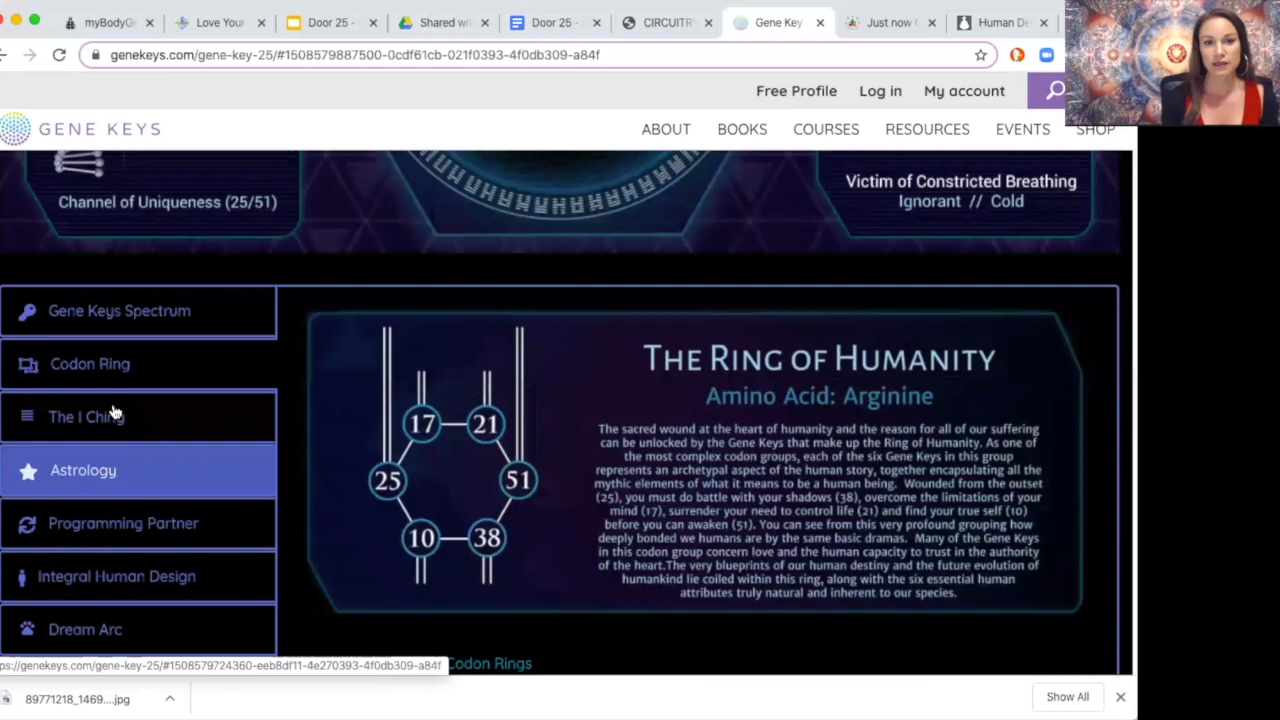 myBodyG
Love Your
Door 25 -
Shared wi
Door 25 -
CIRCUITR
Gene Key
Just now
Human De
genekeys.com/gene-key-25/#1508579887500-0cdf61cb-021f0393-4f0db309-a84f
Free Profile
Log in
My account
GENE KEYS
ABOUT
BOOKS
COURSES
RESOURCES
EVENTS
SHOP
Channel of Uniqueness (25/51)
Victim of Constricted Breathing
Ignorant // Cold
Gene Keys Spectrum
Codon Ring
The I Ching
Astrology
Programming Partner
Integral Human Design
Dream Arc
17
21
25
51
10
38
THE RING OF HUMANITY
Amino Acid: Arginine
The sacred wound at the heart of humanity and the reason for all of our suffering
can be unlocked by the Gene Keys that make up the Ring of Humanity. As one of
the most complex codon groups, each of the six Gene Keys in this group
represents an archetypal aspect of the human story, together encapsulating all the
mythic elements of what it means to be a human being. Wounded from the outset
(25), you must do battle with your shadows (38), overcome the limitations of your
mind (17), surrender your need to control life (21) and find your true self (10)
before you can awaken (51). You can see from this very profound grouping how
deeply bonded we humans are by the same basic dramas. Many of the Gene Keys
in this codon group concern love and the human capacity to trust in the authority
of the heart.The very blueprints of our human destiny and the future evolution of
humankind lie coiled within this ring, along with the six essential human
attributes truly natural and inherent to our species.
Codon Rings
ps://genekeys.com/gene-key-25/#1508579724360-eeb8df11-4e270393-4f0db309-a84f
89771218_1469....jpg
Show All